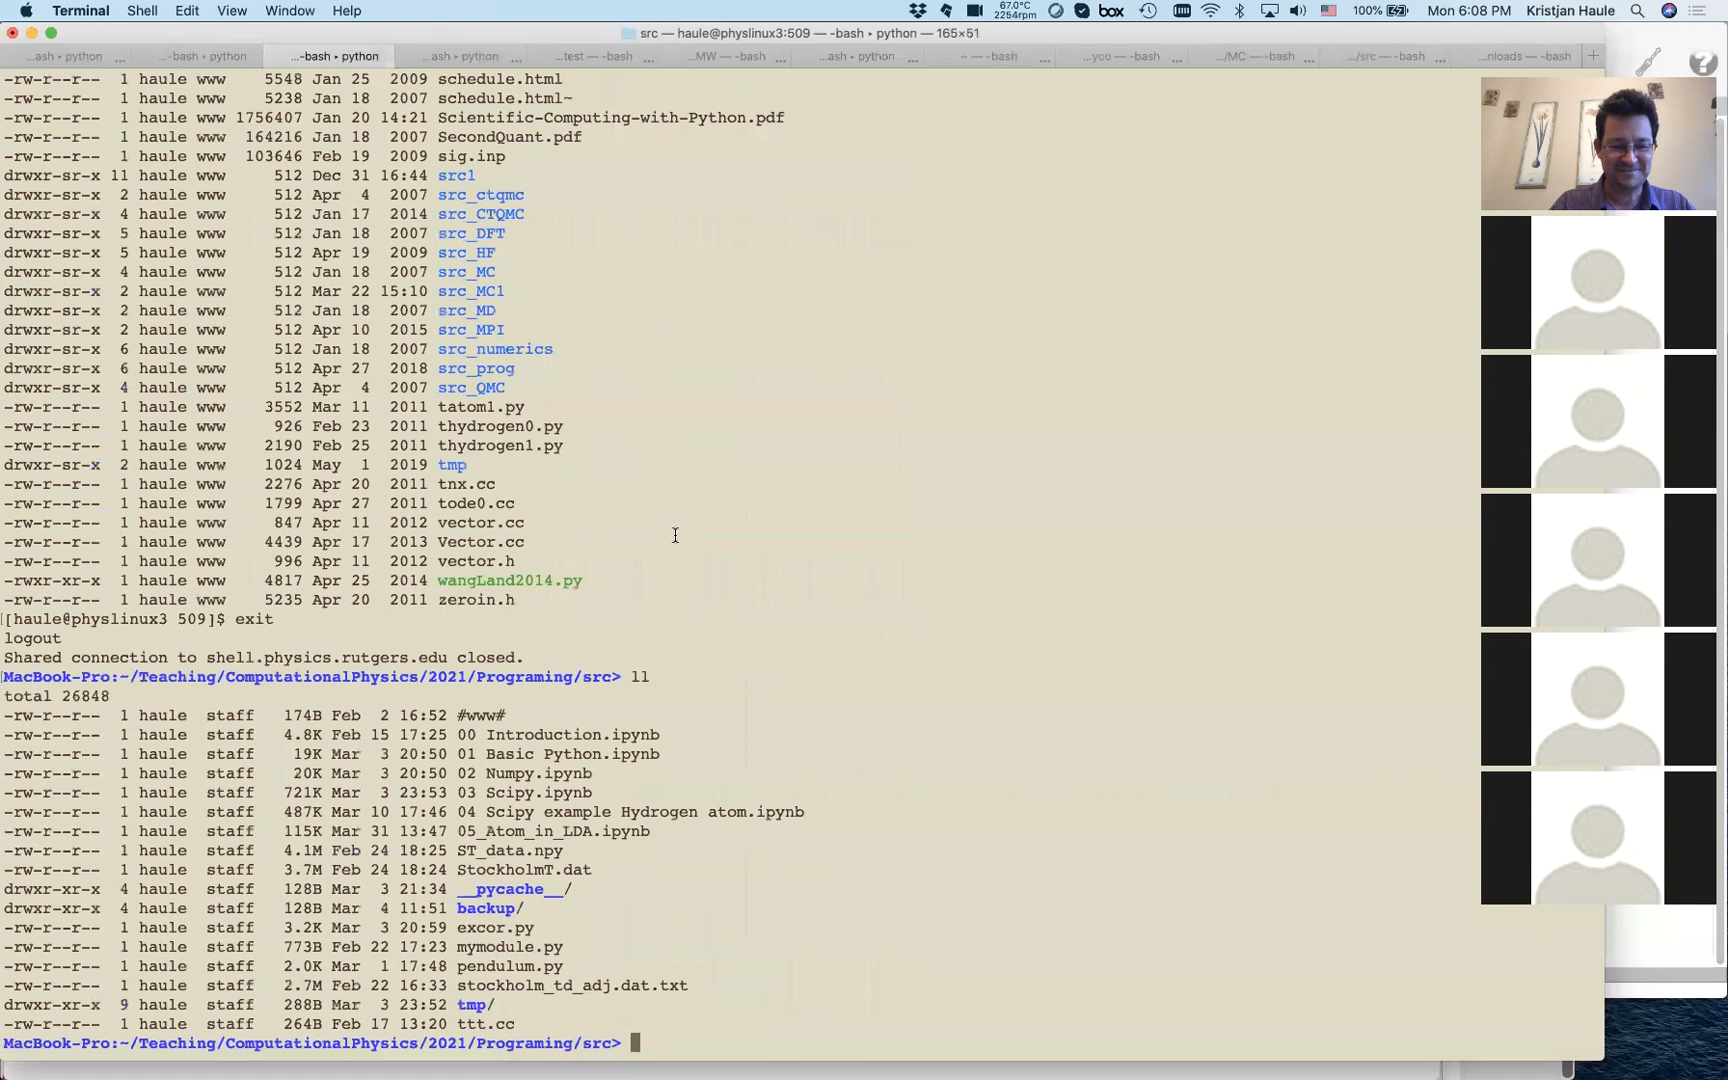 Terminal Shell Edit View Window Help 67.0°C 2254rpm box 100% Mon 6:08 PM Kristjan Haule
src — haule@physlinux3:509 — -bash ▸ python — 165×51
...ash ▸ python ... ...-bash ▸ python ...-bash ▸ python ...ash ▸ python ... ...test — -bash ... ...MW — -bash ... ...ash ▸ python ... — -bash ... ...yoo — -bash ... .../MC — -bash ... .../src — -bash ... ...nloads — -bash +
-rw-r--r-- 1 haule www 5548 Jan 25 2009 schedule.html
-rw-r--r-- 1 haule www 5238 Jan 18 2007 schedule.html~
-rw-r--r-- 1 haule www 1756407 Jan 20 14:21 Scientific-Computing-with-Python.pdf
-rw-r--r-- 1 haule www 164216 Jan 18 2007 SecondQuant.pdf
-rw-r--r-- 1 haule www 103646 Feb 19 2009 sig.inp
drwxr-sr-x 11 haule www 512 Dec 31 16:44 src1
drwxr-sr-x 2 haule www 512 Apr 4 2007 src_ctqmc
drwxr-sr-x 4 haule www 512 Jan 17 2014 src_CTQMC
drwxr-sr-x 5 haule www 512 Jan 18 2007 src_DFT
drwxr-sr-x 5 haule www 512 Apr 19 2009 src_HF
drwxr-sr-x 4 haule www 512 Jan 18 2007 src_MC
drwxr-sr-x 2 haule www 512 Mar 22 15:10 src_MC1
drwxr-sr-x 2 haule www 512 Jan 18 2007 src_MD
drwxr-sr-x 2 haule www 512 Apr 10 2015 src_MPI
drwxr-sr-x 6 haule www 512 Jan 18 2007 src_numerics
drwxr-sr-x 6 haule www 512 Apr 27 2018 src_prog
drwxr-sr-x 4 haule www 512 Apr 4 2007 src_QMC
-rw-r--r-- 1 haule www 3552 Mar 11 2011 tatom1.py
-rw-r--r-- 1 haule www 926 Feb 23 2011 thydrogen0.py
-rw-r--r-- 1 haule www 2190 Feb 25 2011 thydrogen1.py
drwxr-sr-x 2 haule www 1024 May 1 2019 tmp
-rw-r--r-- 1 haule www 2276 Apr 20 2011 tnx.cc
-rw-r--r-- 1 haule www 1799 Apr 27 2011 tode0.cc
-rw-r--r-- 1 haule www 847 Apr 11 2012 vector.cc
-rw-r--r-- 1 haule www 4439 Apr 17 2013 Vector.cc
-rw-r--r-- 1 haule www 996 Apr 11 2012 vector.h
-rwxr-xr-x 1 haule www 4817 Apr 25 2014 wangLand2014.py
-rw-r--r-- 1 haule www 5235 Apr 20 2011 zeroin.h
[[haule@physlinux3 509]$ exit
logout
Shared connection to shell.physics.rutgers.edu closed.
[MacBook-Pro:~/Teaching/ComputationalPhysics/2021/Programing/src> ll
total 26848
-rw-r--r-- 1 haule staff 174B Feb 2 16:52 #www#
-rw-r--r-- 1 haule staff 4.8K Feb 15 17:25 00 Introduction.ipynb
-rw-r--r-- 1 haule staff 19K Mar 3 20:50 01 Basic Python.ipynb
-rw-r--r-- 1 haule staff 20K Mar 3 20:50 02 Numpy.ipynb
-rw-r--r-- 1 haule staff 721K Mar 3 23:53 03 Scipy.ipynb
-rw-r--r-- 1 haule staff 487K Mar 10 17:46 04 Scipy example Hydrogen atom.ipynb
-rw-r--r-- 1 haule staff 115K Mar 31 13:47 05_Atom_in_LDA.ipynb
-rw-r--r-- 1 haule staff 4.1M Feb 24 18:25 ST_data.npy
-rw-r--r-- 1 haule staff 3.7M Feb 24 18:24 StockholmT.dat
drwxr-xr-x 4 haule staff 128B Mar 3 21:34 __pycache__/
drwxr-xr-x 4 haule staff 128B Mar 4 11:51 backup/
-rw-r--r-- 1 haule staff 3.2K Mar 3 20:59 excor.py
-rw-r--r-- 1 haule staff 773B Feb 22 17:23 mymodule.py
-rw-r--r-- 1 haule staff 2.0K Mar 1 17:48 pendulum.py
-rw-r--r-- 1 haule staff 2.7M Feb 22 16:33 stockholm_td_adj.dat.txt
drwxr-xr-x 9 haule staff 288B Mar 3 23:52 tmp/
-rw-r--r-- 1 haule staff 264B Feb 17 13:20 ttt.cc
MacBook-Pro:~/Teaching/ComputationalPhysics/2021/Programing/src>